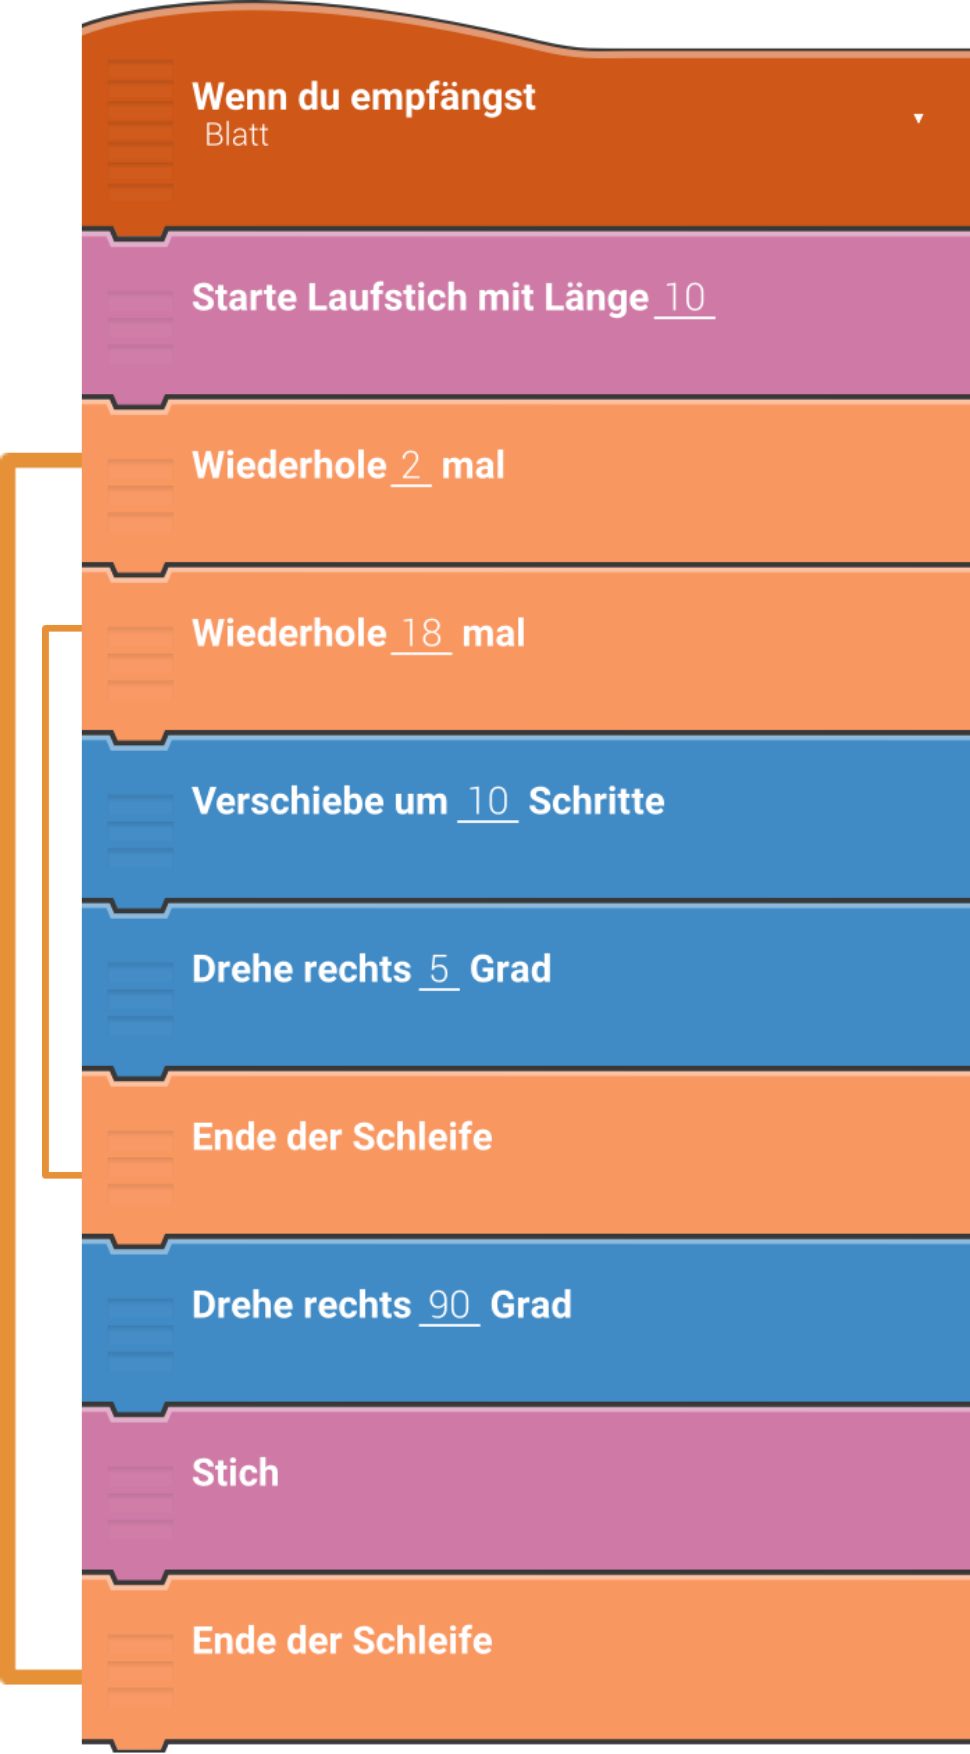 Wenn du empfängst
Blatt
Starte Laufstich mit Länge 10
Wiederhole 2 mal
Wiederhole 18 mal
Verschiebe um 10 Schritte
Drehe rechts 5 Grad
Ende der Schleife
Drehe rechts 90 Grad
Stich
Ende der Schleife